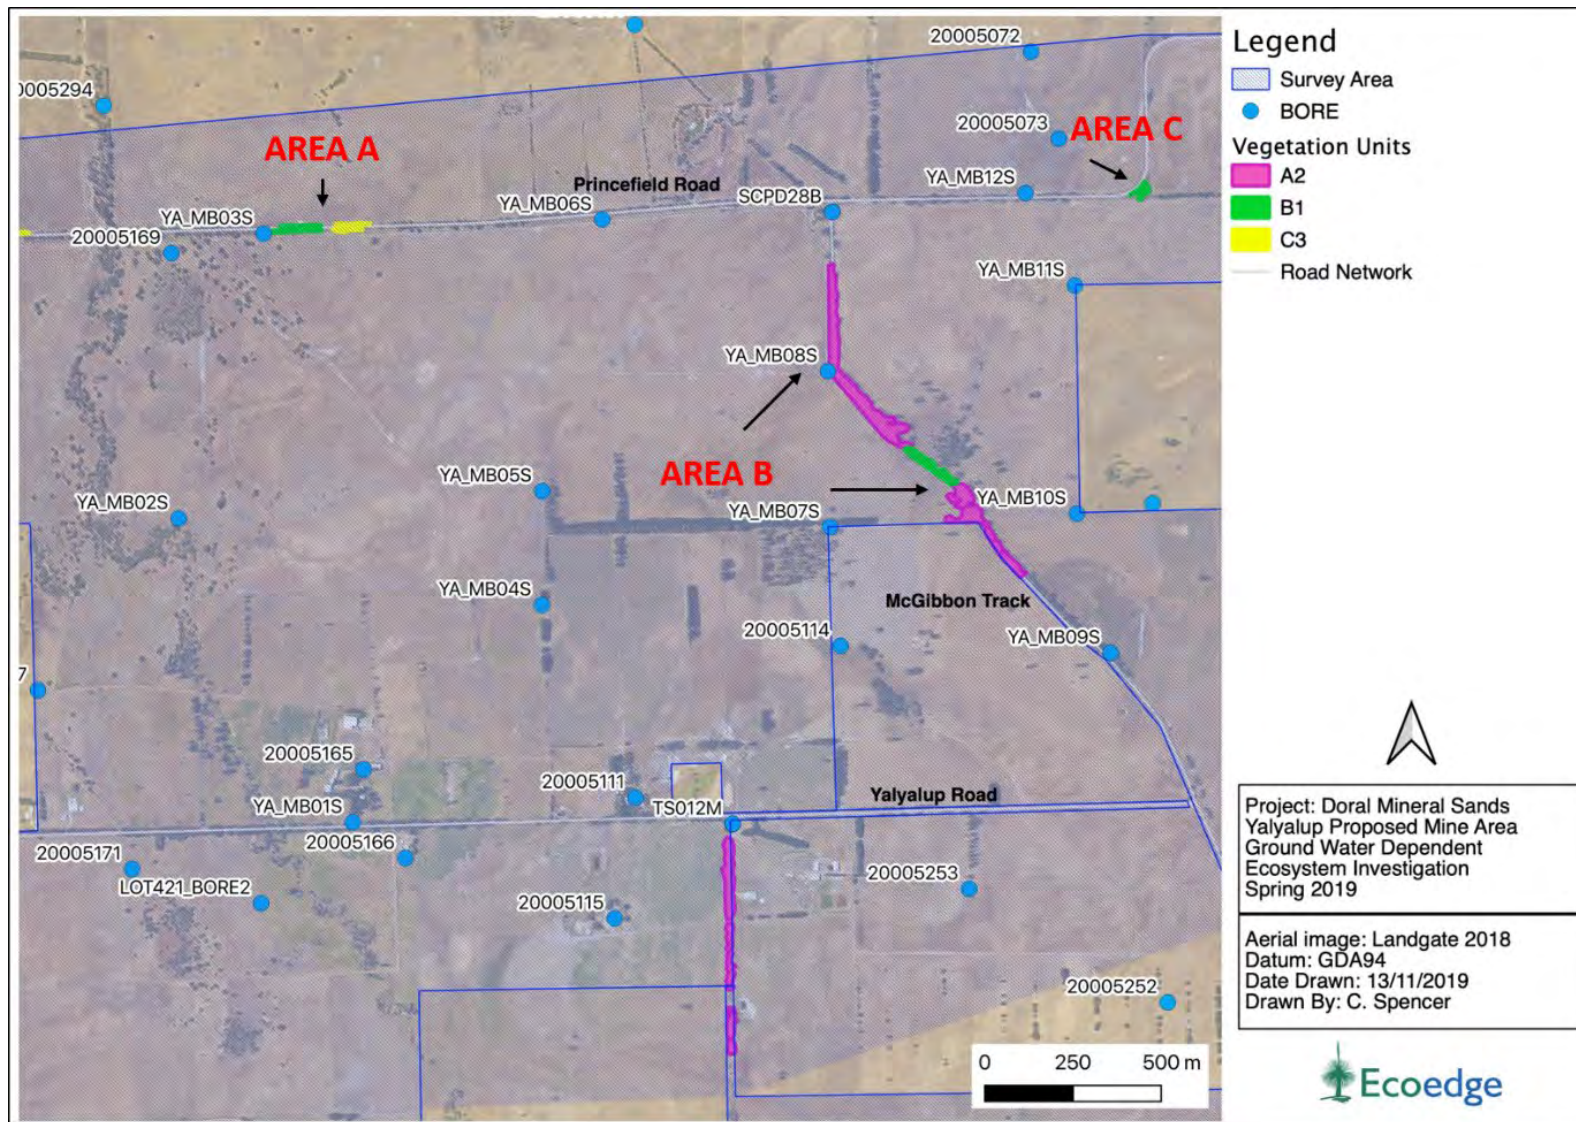 20005072
0005294
20005073
AREA C
AREA A
Princefield Road
YA_MB12S
YA_MB06S
SCPD28B
YA_MB03S
20005169
YA_MB11S
YA_MB08S
AREA B
YA_MB05S
YA_MB02S
YA_MB10S
YA_MB07S
YA_MB04S
McGibbon Track
20005114
YA_MB09S
7
20005165
20005111
YA_MB01S
TS012M
Yalyalup Road
20005166
20005171
LOT421_BORE2
20005115
20005253
20005252
0 250 500 m
Legend
Survey Area
BORE
Vegetation Units
A2
B1
C3
Road Network
Project: Doral Mineral Sands
Yalyalup Proposed Mine Area
Ground Water Dependent
Ecosystem Investigation
Spring 2019
Aerial image: Landgate 2018
Datum: GDA94
Date Drawn: 13/11/2019
Drawn By: C. Spencer
Ecoedge